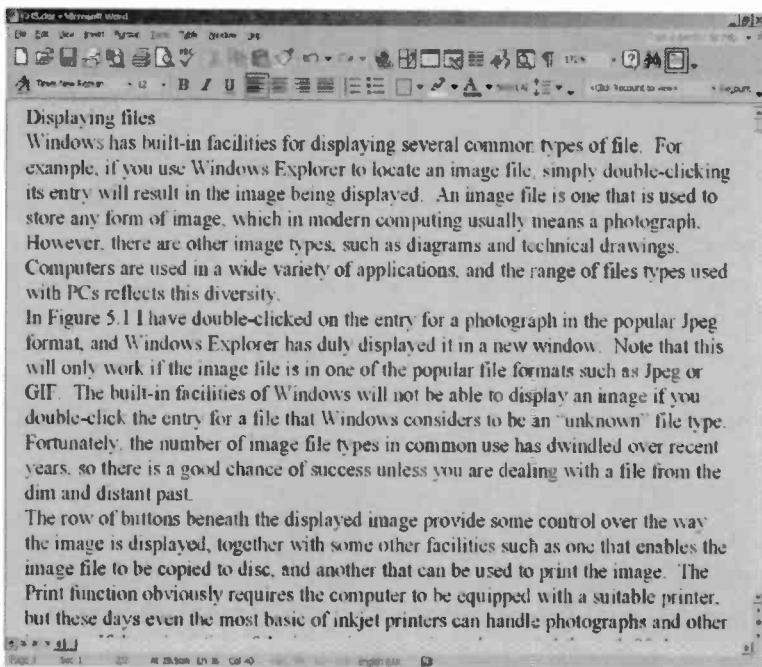 Microsoft Word
Times New Roman 12 B I U
Displaying files
Windows has built-in facilities for displaying several common types of file. For
example, if you use Windows Explorer to locate an image file, simply double-clicking
its entry will result in the image being displayed. An image file is one that is used to
store any form of image, which in modern computing usually means a photograph.
However, there are other image types, such as diagrams and technical drawings.
Computers are used in a wide variety of applications, and the range of files types used
with PCs reflects this diversity.
In Figure 5.1 I have double-clicked on the entry for a photograph in the popular Jpeg
format, and Windows Explorer has duly displayed it in a new window. Note that this
will only work if the image file is in one of the popular file formats such as Jpeg or
GIF. The built-in facilities of Windows will not be able to display an image if you
double-click the entry for a file that Windows considers to be an "unknown" file type.
Fortunately, the number of image file types in common use has dwindled over recent
years, so there is a good chance of success unless you are dealing with a file from the
dim and distant past.
The row of buttons beneath the displayed image provide some control over the way
the image is displayed, together with some other facilities such as one that enables the
image file to be copied to disc, and another that can be used to print the image. The
Print function obviously requires the computer to be equipped with a suitable printer,
but these days even the most basic of inkjet printers can handle photographs and other